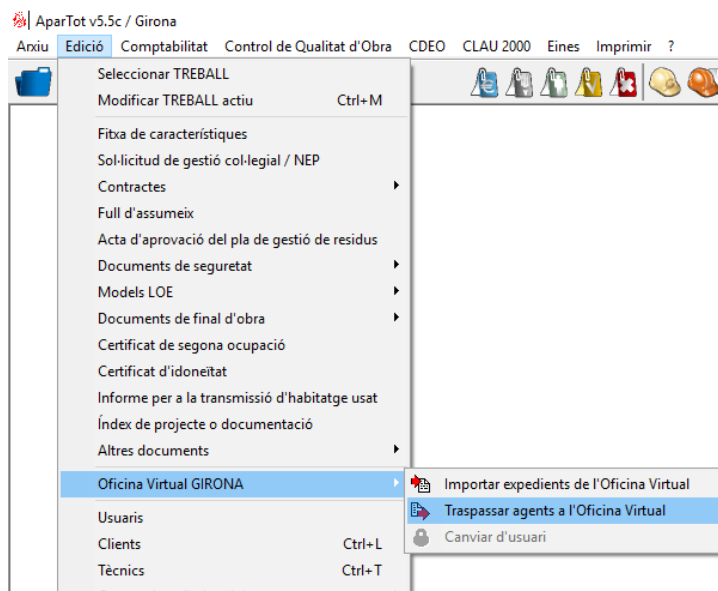 AparTot v5.5c / Girona
Arxiu Edició Comptabilitat Control de Qualitat d'Obra CDEO CLAU 2000 Eines Imprimir ?
Seleccionar TREBALL
Modificar TREBALL actiu Ctrl+M
Fitxa de característiques
Sol·licitud de gestió col·legial / NEP
Contractes
Full d'assumeix
Acta d'aprovació del pla de gestió de residus
Documents de seguretat
Models LOE
Documents de final d'obra
Certificat de segona ocupació
Certificat d'idoneïtat
Informe per a la transmissió d'habitatge usat
Índex de projecte o documentació
Altres documents
Oficina Virtual GIRONA
Importar expedients de l'Oficina Virtual
Traspassar agents a l'Oficina Virtual
Canviar d'usuari
Usuaris
Clients Ctrl+L
Tècnics Ctrl+T